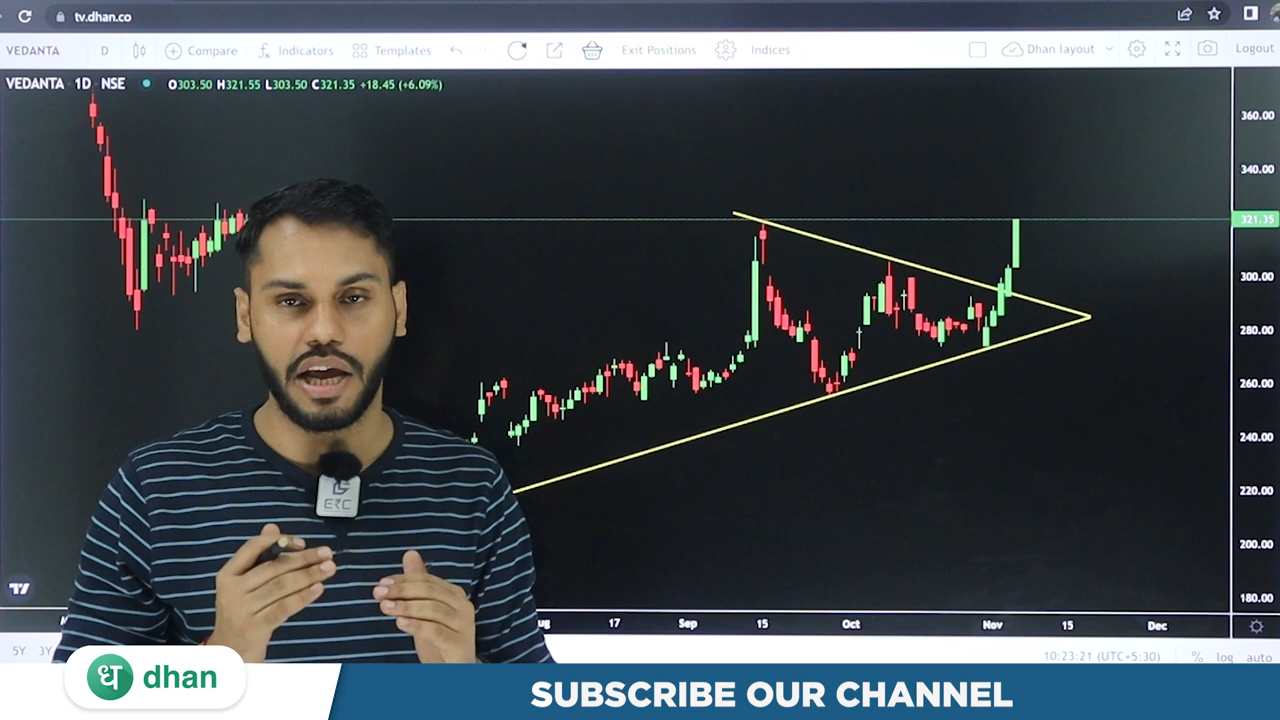 tv.dhan.co
VEDANTA D Compare Indicators Templates Exit Positions Indices Dhan layout Logout
VEDANTA 1D NSE O303.50 H321.55 L303.50 C321.35 +18.45 (+6.09%)
360.00
340.00
321.35
300.00
280.00
260.00
240.00
220.00
200.00
180.00
ERC
17 Sep 15 Oct Nov 15 Dec
5Y 3Y 10:23:21 (UTC+5:30) % log auto
ध dhan
SUBSCRIBE OUR CHANNEL